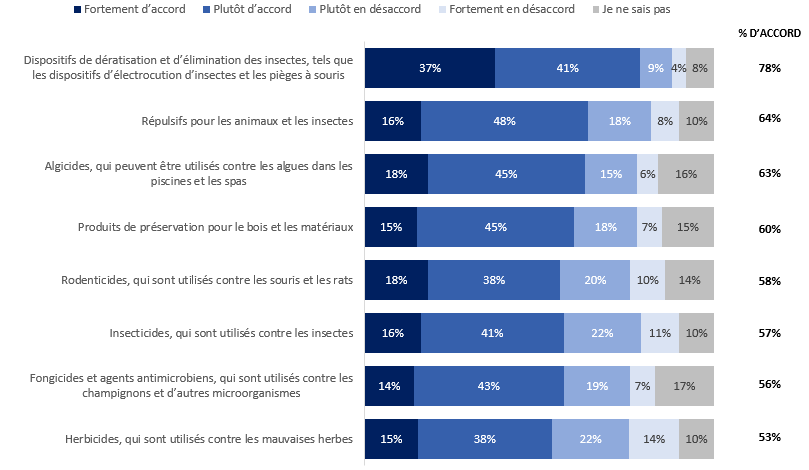 Fortement d’accord Plutôt d’accord Plutôt en désaccord Fortement en désaccord Je ne sais pas
% D’ACCORD
Dispositifs de dératisation et d’élimination des insectes, tels que
les dispositifs d’électrocution d’insectes et les pièges à souris
37% 41% 9% 4% 8% 78%
Répulsifs pour les animaux et les insectes 16% 48% 18% 8% 10% 64%
Algicides, qui peuvent être utilisés contre les algues dans les
piscines et les spas
18% 45% 15% 6% 16% 63%
Produits de préservation pour le bois et les matériaux 15% 45% 18% 7% 15% 60%
Rodenticides, qui sont utilisés contre les souris et les rats 18% 38% 20% 10% 14% 58%
Insecticides, qui sont utilisés contre les insectes 16% 41% 22% 11% 10% 57%
Fongicides et agents antimicrobiens, qui sont utilisés contre les
champignons et d’autres microorganismes
14% 43% 19% 7% 17% 56%
Herbicides, qui sont utilisés contre les mauvaises herbes 15% 38% 22% 14% 10% 53%